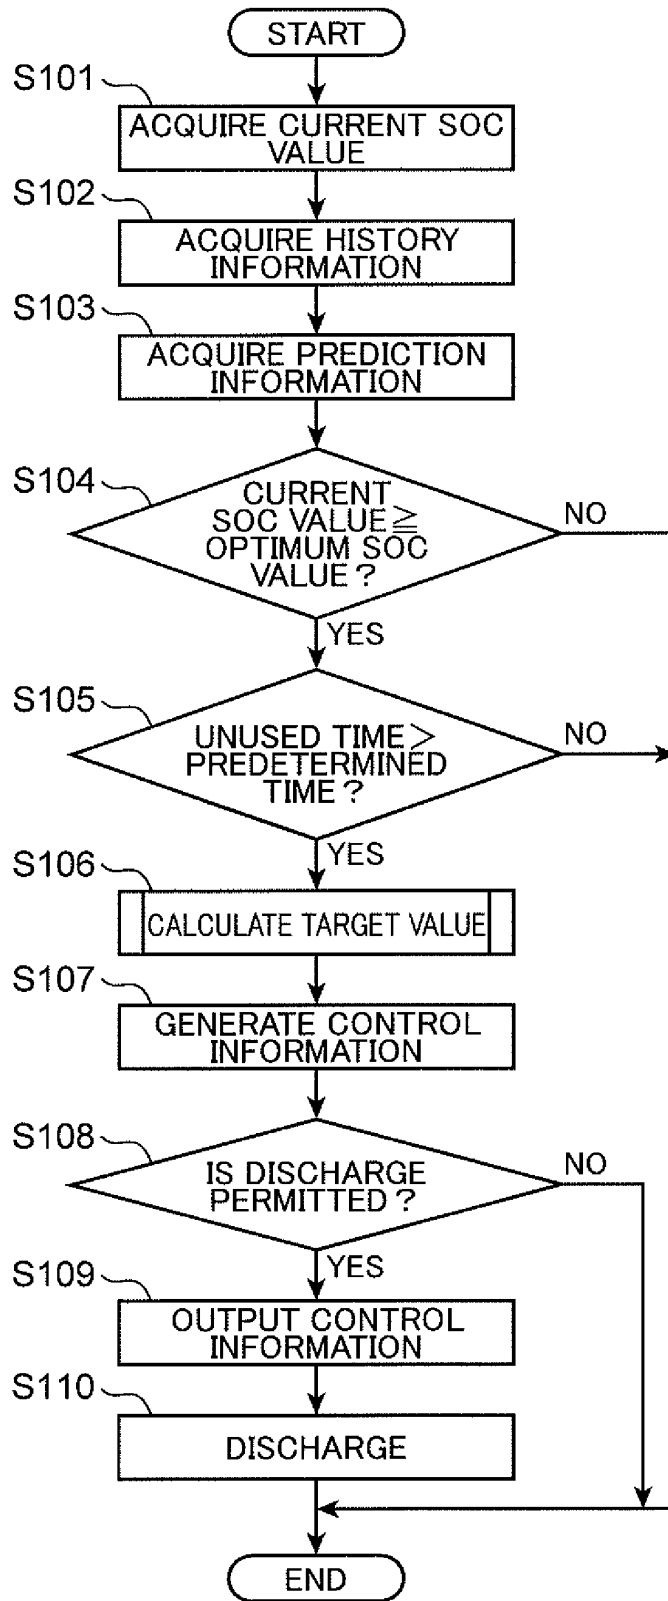 START
S101
ACQUIRE CURRENT SOC
VALUE
S102
ACQUIRE HISTORY
INFORMATION
S103
ACQUIRE PREDICTION
INFORMATION
S104
CURRENT
SOC VALUE≧
OPTIMUM SOC
VALUE?
NO
YES
S105
UNUSED TIME>
PREDETERMINED
TIME?
NO
YES
S106
CALCULATE TARGET VALUE
S107
GENERATE CONTROL
INFORMATION
S108
IS DISCHARGE
PERMITTED?
NO
YES
S109
OUTPUT CONTROL
INFORMATION
S110
DISCHARGE
END